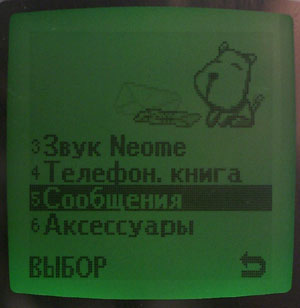 3 Звук Neome
4 Телефон. книга
5 Сообщения
6 Аксессуары
ВЫБОР